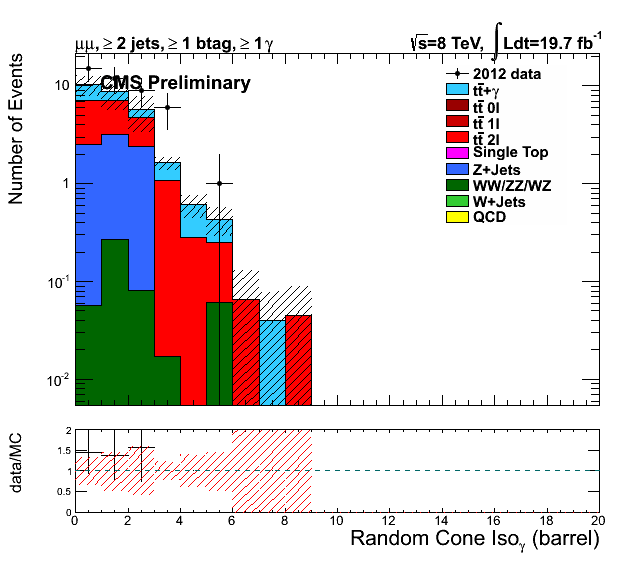 μμ, ≥ 2 jets, ≥ 1 btag, ≥ 1 γ
√s=8 TeV, ∫ Ldt=19.7 fb⁻¹
CMS Preliminary
2012 data
tt̄+γ
tt̄ 0l
tt̄ 1l
tt̄ 2l
Single Top
Z+Jets
WW/ZZ/WZ
W+Jets
QCD
Number of Events
10
1
10⁻¹
10⁻²
data/MC
2
1.5
1
0.5
0
0 2 4 6 8 10 12 14 16 18 20
Random Cone Isoᵧ (barrel)